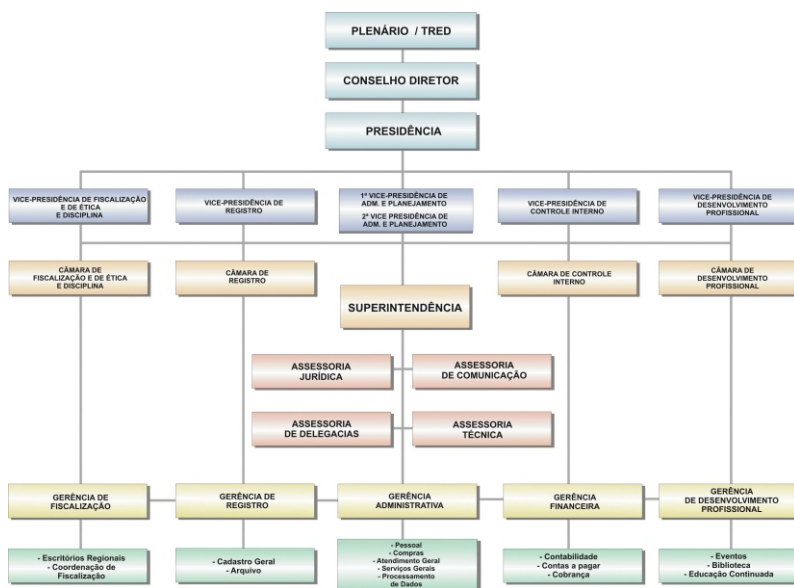 PLENÁRIO / TRED
CONSELHO DIRETOR
PRESIDÊNCIA
VICE-PRESIDÊNCIA DE FISCALIZAÇÃO
E DE ÉTICA
E DISCIPLINA
VICE-PRESIDÊNCIA DE
REGISTRO
1ª VICE-PRESIDÊNCIA DE
ADM. E PLANEJAMENTO
2ª VICE PRESIDÊNCIA DE
ADM. E PLANEJAMENTO
VICE-PRESIDÊNCIA DE
CONTROLE INTERNO
VICE-PRESIDÊNCIA DE
DESENVOLVIMENTO
PROFISSIONAL
CÂMARA DE
FISCALIZAÇÃO E DE ÉTICA
E DISCIPLINA
CÂMARA DE
REGISTRO
CÂMARA DE CONTROLE
INTERNO
CÂMARA DE
DESENVOLVIMENTO
PROFISSIONAL
SUPERINTENDÊNCIA
ASSESSORIA
JURÍDICA
ASSESSORIA
DE COMUNICAÇÃO
ASSESSORIA
DE DELEGACIAS
ASSESSORIA
TÉCNICA
GERÊNCIA DE
FISCALIZAÇÃO
GERÊNCIA DE
REGISTRO
GERÊNCIA
ADMINISTRATIVA
GERÊNCIA
FINANCEIRA
GERÊNCIA
DE DESENVOLVIMENTO
PROFISSIONAL
- Escritórios Regionais
- Coordenação de
Fiscalização
- Cadastro Geral
- Arquivo
- Pessoal
- Compras
- Atendimento Geral
- Serviços Gerais
- Processamento
de Dados
- Contabilidade
- Contas a pagar
- Cobrança
- Eventos
- Biblioteca
- Educação Continuada